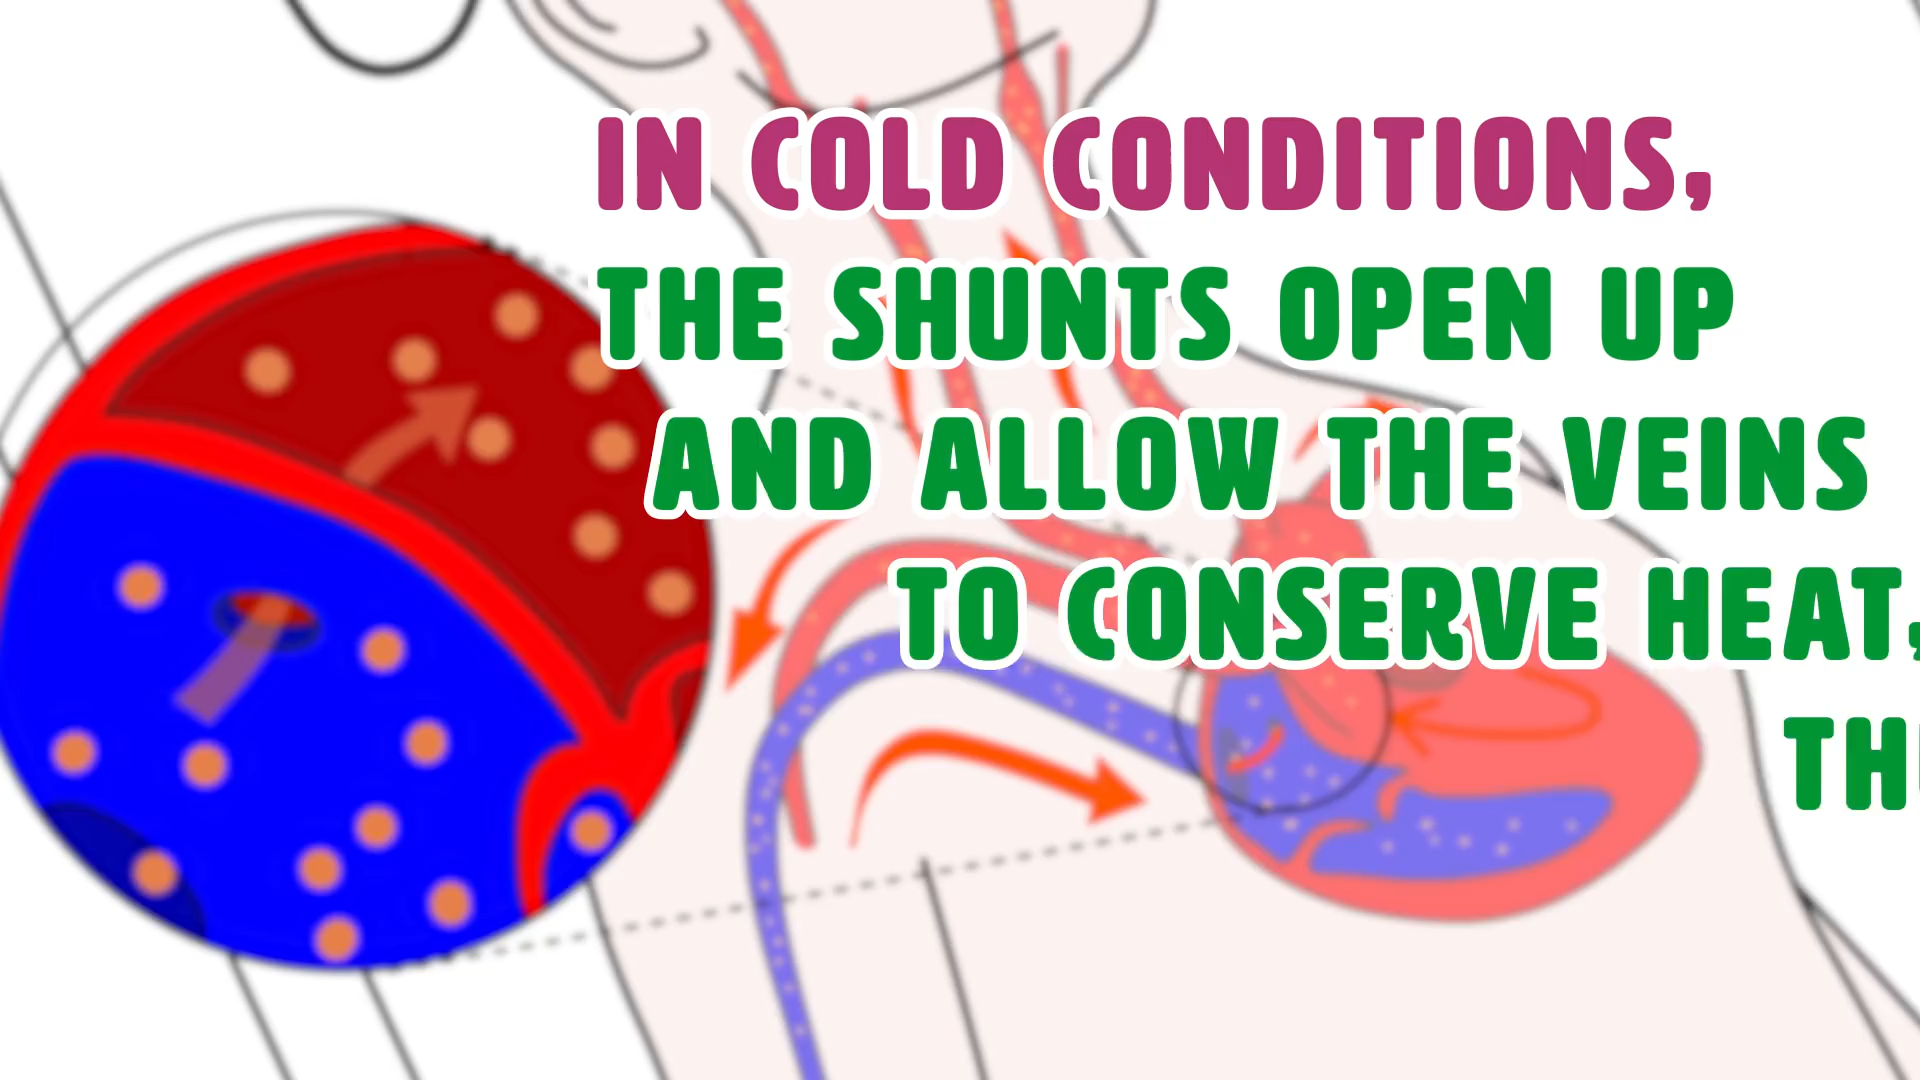 IN COLD CONDITIONS,
THE SHUNTS OPEN UP
AND ALLOW THE VEINS
TO CONSERVE HEAT,